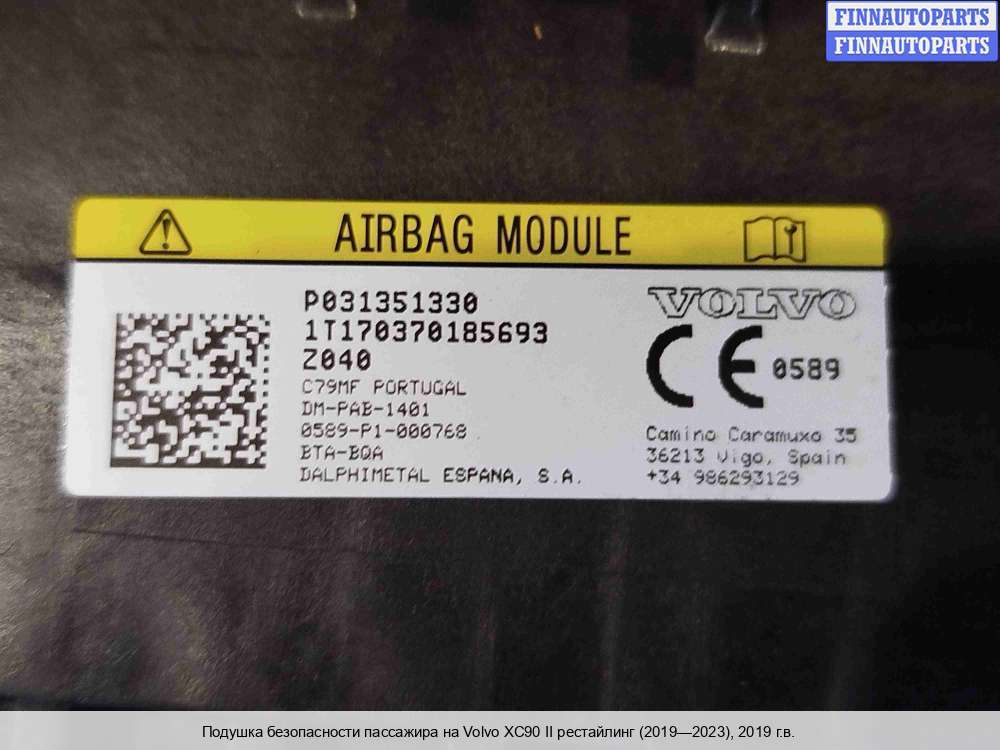 FINNAUTOPARTS
FINNAUTOPARTS
AIRBAG MODULE
P031351330
1T170370185693
Z040
C79MF PORTUGAL
DM-PAB-1401
0589-P1-000768
BTA-BQA
DALPHIMETAL ESPANA, S.A.
VOLVO
CE 0589
Camino Caramuxo 35
36213 Vigo, Spain
+34 986293129
Подушка безопасности пассажира на Volvo XC90 II рестайлинг (2019—2023), 2019 г.в.